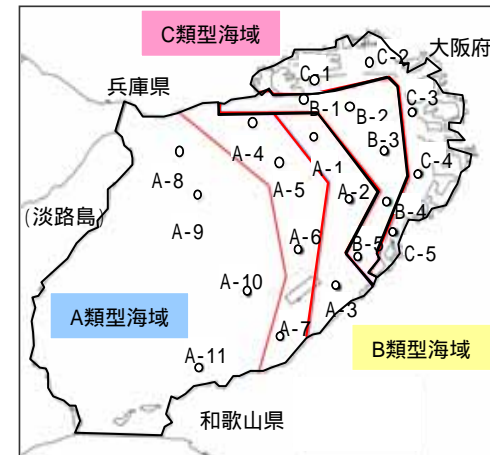 C類型海域
大阪府
C-2
C-1
兵庫県
B-1
B-2
C-3
B-3
A-4
A-1
C-4
A-8
A-5
A-2
(淡路島)
B-4
A-9
A-6
B-5
C-5
A-10
A-3
A類型海域
A-7
B類型海域
A-11
和歌山県